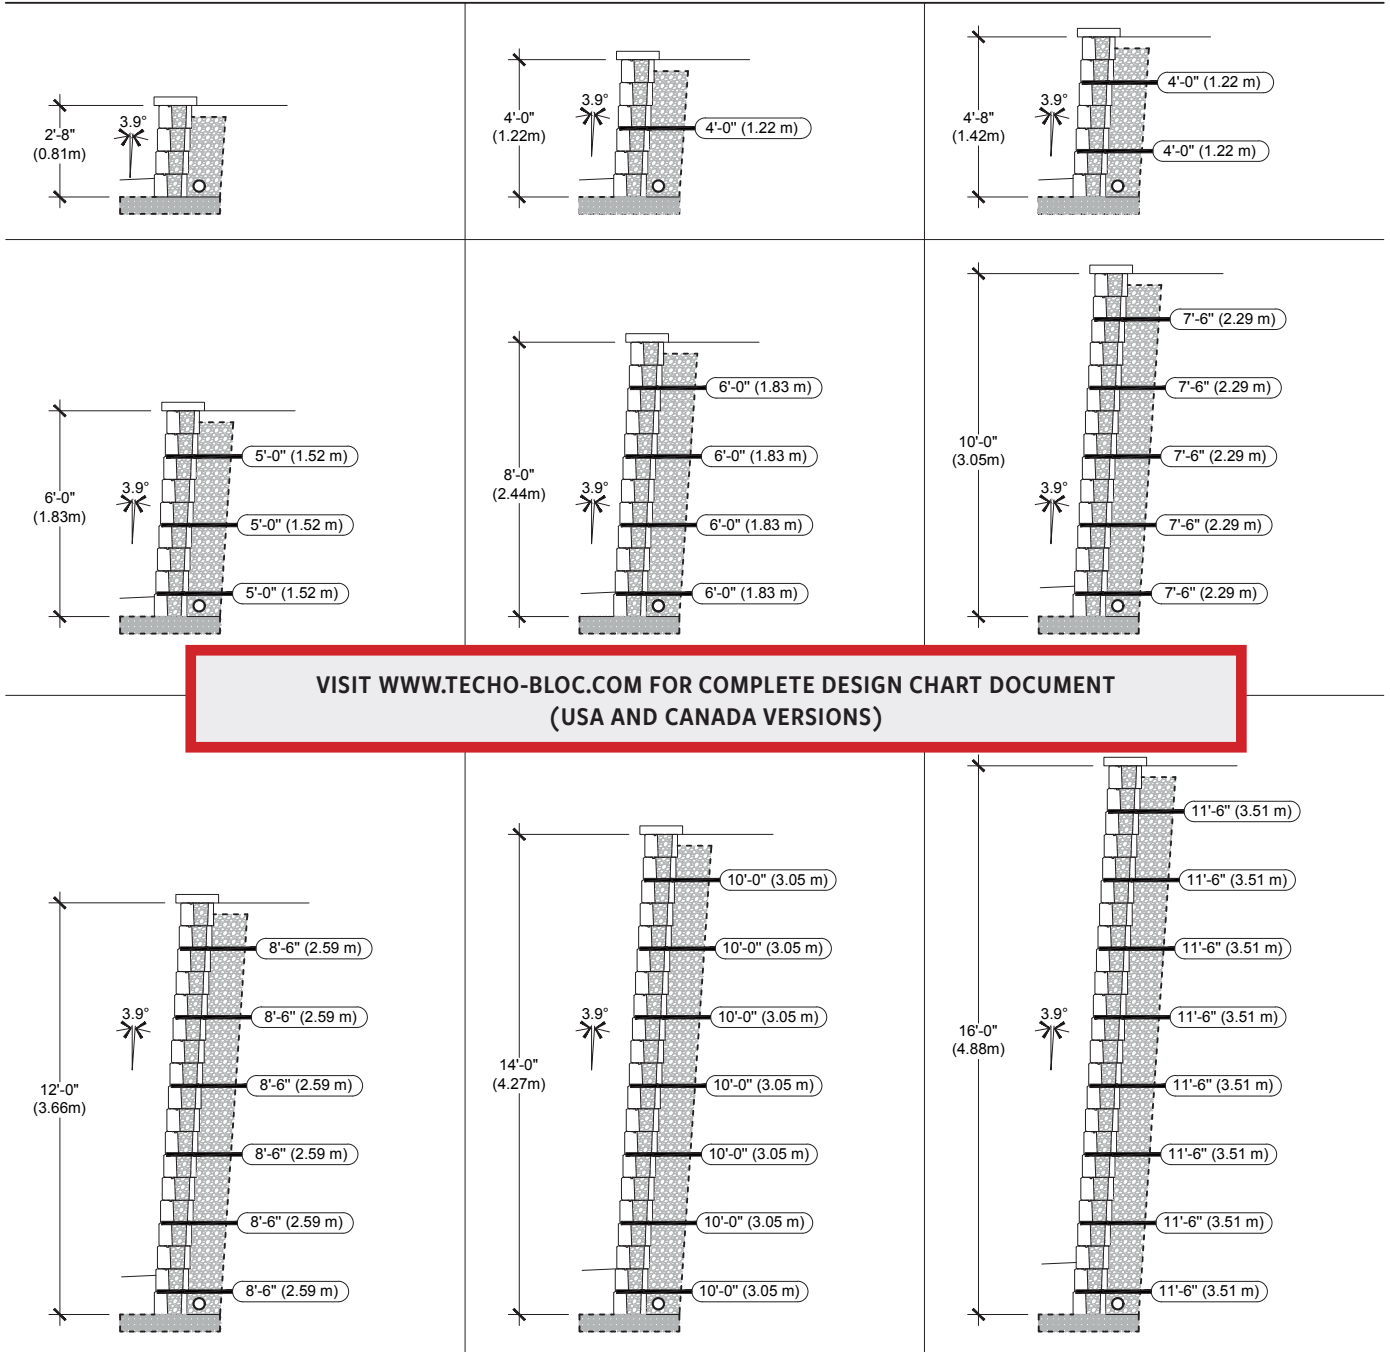 2'-8"
(0.81m)
3.9°
4'-0"
(1.22m)
3.9°
4'-0" (1.22 m)
4'-8"
(1.42m)
3.9°
4'-0" (1.22 m)
4'-0" (1.22 m)
6'-0"
(1.83m)
3.9°
5'-0" (1.52 m)
5'-0" (1.52 m)
5'-0" (1.52 m)
8'-0"
(2.44m)
3.9°
6'-0" (1.83 m)
6'-0" (1.83 m)
6'-0" (1.83 m)
6'-0" (1.83 m)
10'-0"
(3.05m)
3.9°
7'-6" (2.29 m)
7'-6" (2.29 m)
7'-6" (2.29 m)
7'-6" (2.29 m)
7'-6" (2.29 m)
VISIT WWW.TECHO-BLOC.COM FOR COMPLETE DESIGN CHART DOCUMENT
(USA AND CANADA VERSIONS)
12'-0"
(3.66m)
3.9°
8'-6" (2.59 m)
8'-6" (2.59 m)
8'-6" (2.59 m)
8'-6" (2.59 m)
8'-6" (2.59 m)
8'-6" (2.59 m)
14'-0"
(4.27m)
3.9°
10'-0" (3.05 m)
10'-0" (3.05 m)
10'-0" (3.05 m)
10'-0" (3.05 m)
10'-0" (3.05 m)
10'-0" (3.05 m)
10'-0" (3.05 m)
16'-0"
(4.88m)
3.9°
11'-6" (3.51 m)
11'-6" (3.51 m)
11'-6" (3.51 m)
11'-6" (3.51 m)
11'-6" (3.51 m)
11'-6" (3.51 m)
11'-6" (3.51 m)
11'-6" (3.51 m)